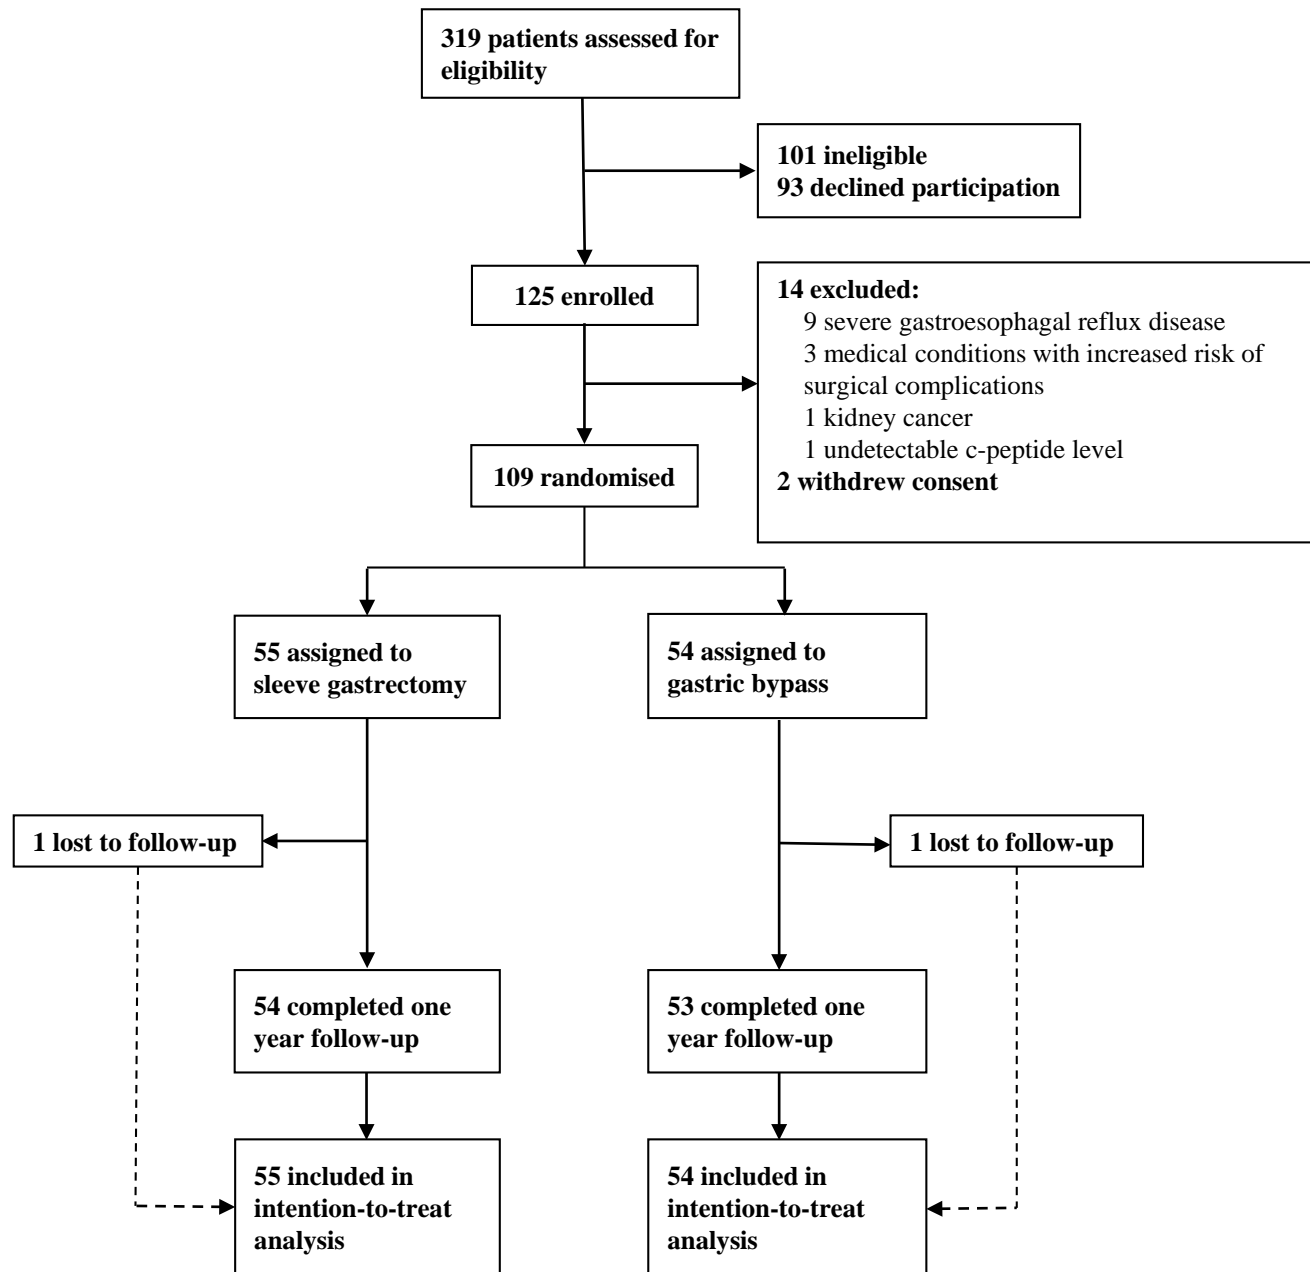 319 patients assessed for
eligibility
101 ineligible
93 declined participation
125 enrolled
14 excluded:
9 severe gastroesophagal reflux disease
3 medical conditions with increased risk of
surgical complications
1 kidney cancer
1 undetectable c-peptide level
2 withdrew consent
109 randomised
55 assigned to
sleeve gastrectomy
54 assigned to
gastric bypass
1 lost to follow-up
1 lost to follow-up
54 completed one
year follow-up
53 completed one
year follow-up
55 included in
intention-to-treat
analysis
54 included in
intention-to-treat
analysis